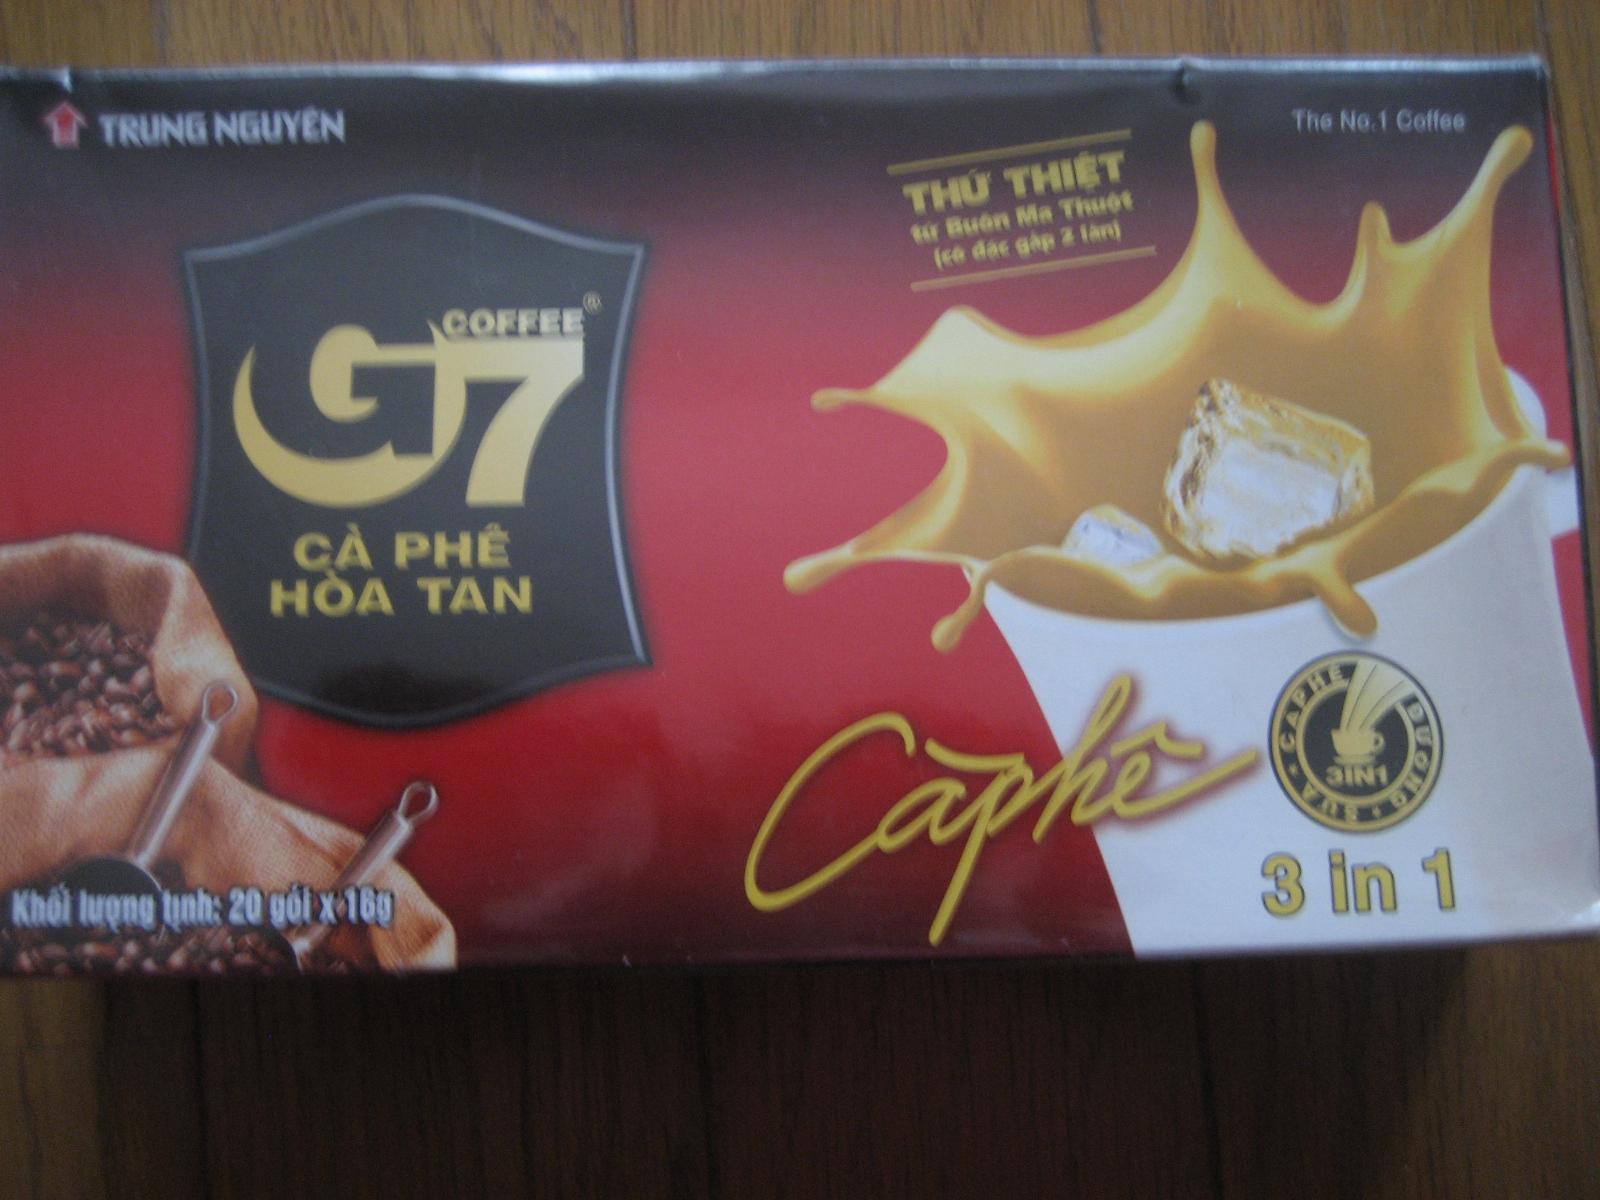 TRUNG NGUYÊN
The No.1 Coffee
THỨ THIỆT
từ Buôn Ma Thuột
(cô đặc gấp 2 lần)
COFFEE®
G7
CÀ PHÊ
HÒA TAN
Càphê
CAPHÊ ĐƯỜNG SỮA
3IN1
3 in 1
Khối lượng tịnh: 20 gói x 16g